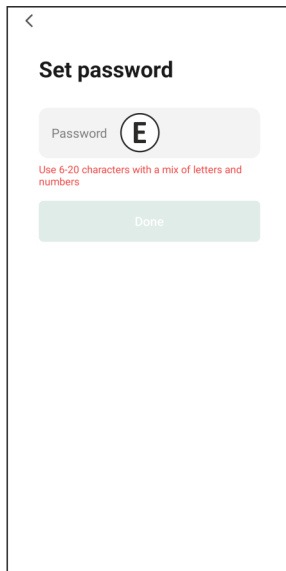 Set password
Password E
Use 6-20 characters with a mix of letters and
numbers
Done